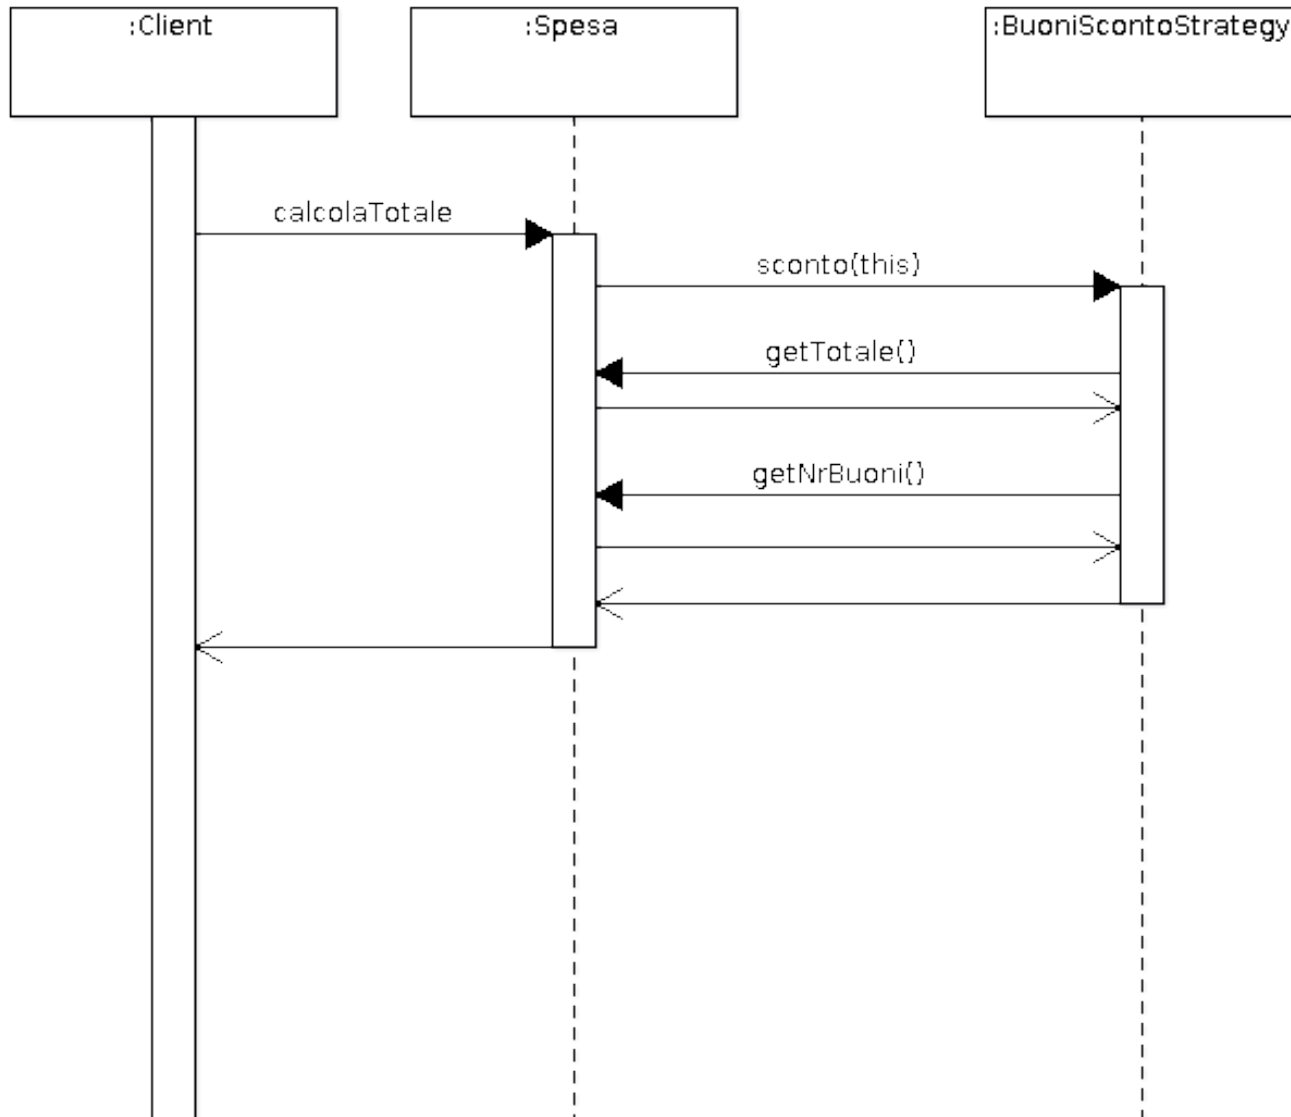 :Client
:Spesa
:BuoniScontoStrategy
calcolaTotale
sconto(this)
getTotale()
getNrBuoni()